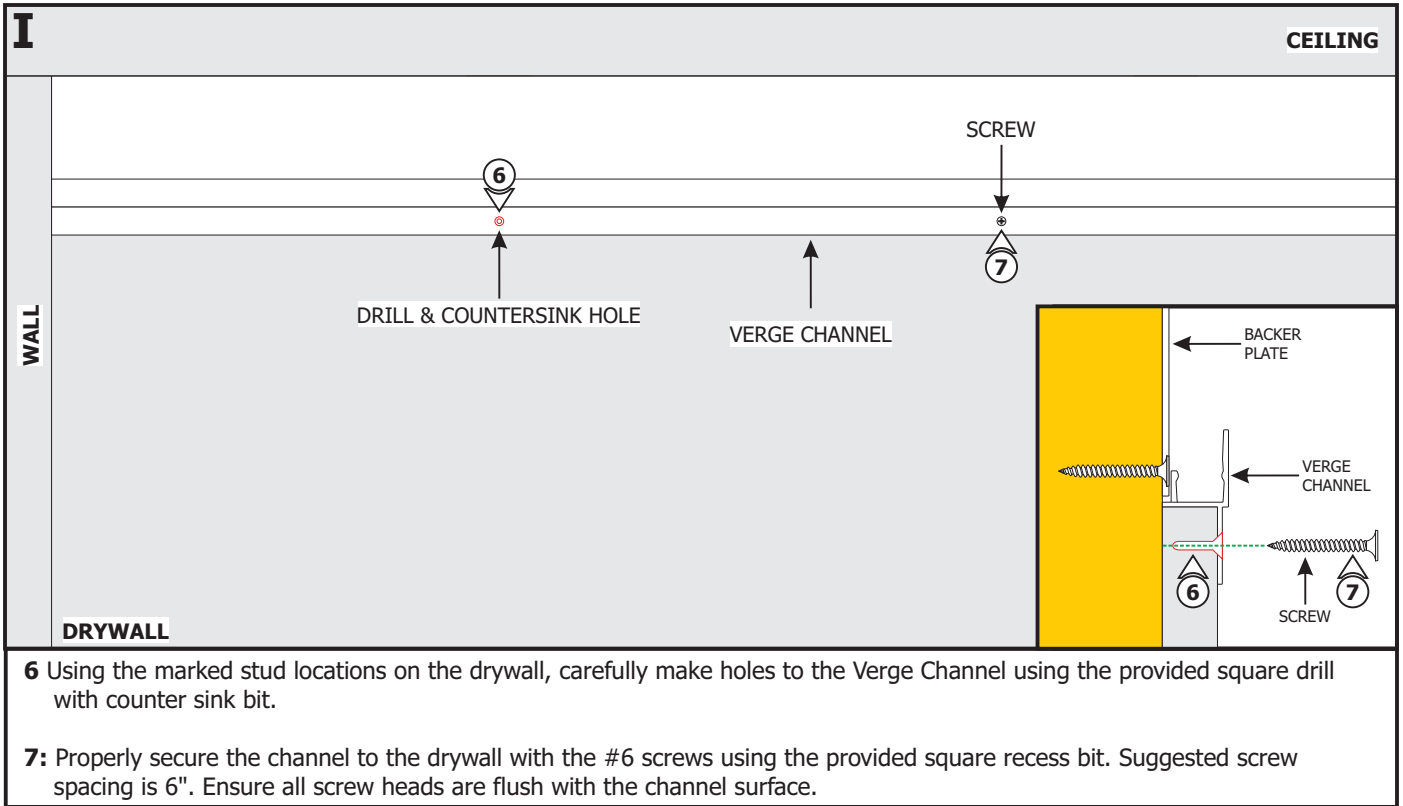 I
CEILING
SCREW
6
7
DRILL & COUNTERSINK HOLE
VERGE CHANNEL
WALL
BACKER
PLATE
VERGE
CHANNEL
6
7
SCREW
DRYWALL
6 Using the marked stud locations on the drywall, carefully make holes to the Verge Channel using the provided square drill
with counter sink bit.
7: Properly secure the channel to the drywall with the #6 screws using the provided square recess bit. Suggested screw
spacing is 6". Ensure all screw heads are flush with the channel surface.